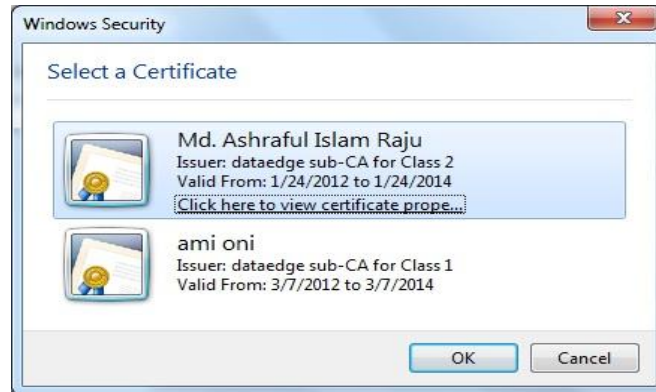 Windows Security
Select a Certificate
Md. Ashraful Islam Raju
Issuer: dataedge sub-CA for Class 2
Valid From: 1/24/2012 to 1/24/2014
Click here to view certificate prope...
ami oni
Issuer: dataedge sub-CA for Class 1
Valid From: 3/7/2012 to 3/7/2014
OK Cancel